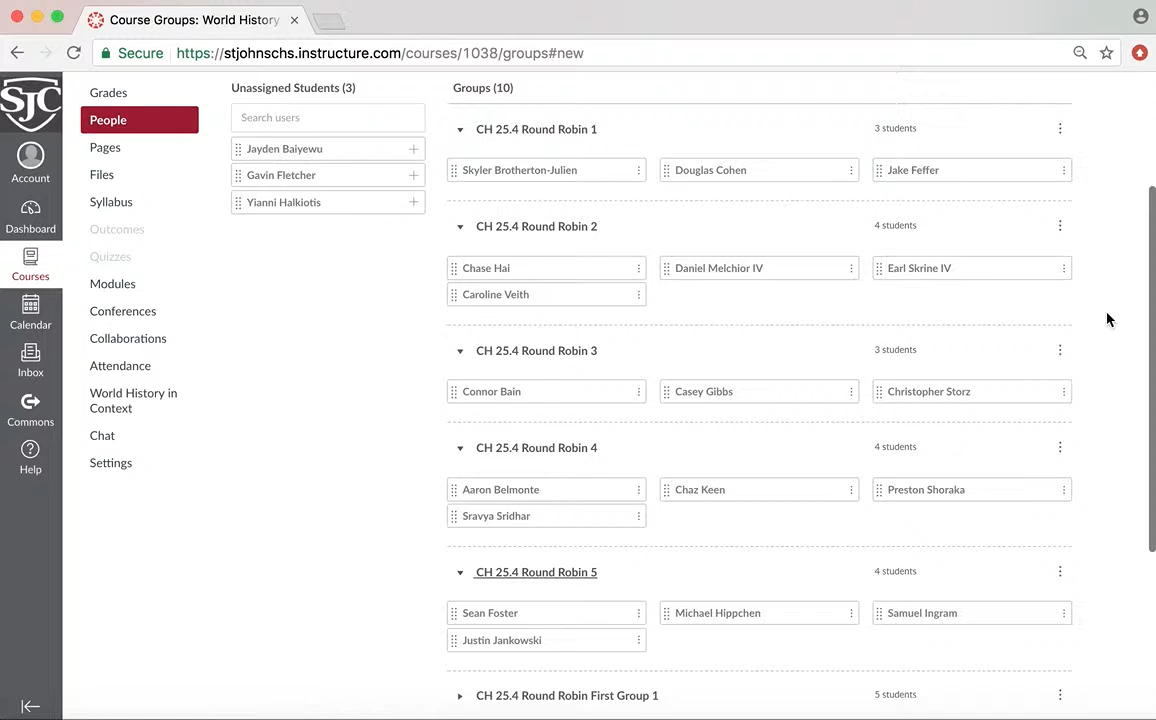 Course Groups: World History
Secure https://stjohnschs.instructure.com/courses/1038/groups#new
SJC
Account
Dashboard
Courses
Calendar
Inbox
Commons
Help
Grades
People
Pages
Files
Syllabus
Outcomes
Quizzes
Modules
Conferences
Collaborations
Attendance
World History in
Context
Chat
Settings
Unassigned Students (3)
Search users
Jayden Baiyewu
Gavin Fletcher
Yianni Halkiotis
Groups (10)
CH 25.4 Round Robin 1 3 students
Skyler Brotherton-Julien Douglas Cohen Jake Feffer
CH 25.4 Round Robin 2 4 students
Chase Hai Daniel Melchior IV Earl Skrine IV
Caroline Veith
CH 25.4 Round Robin 3 3 students
Connor Bain Casey Gibbs Christopher Storz
CH 25.4 Round Robin 4 4 students
Aaron Belmonte Chaz Keen Preston Shoraka
Sravya Sridhar
CH 25.4 Round Robin 5 4 students
Sean Foster Michael Hippchen Samuel Ingram
Justin Jankowski
CH 25.4 Round Robin First Group 1 5 students